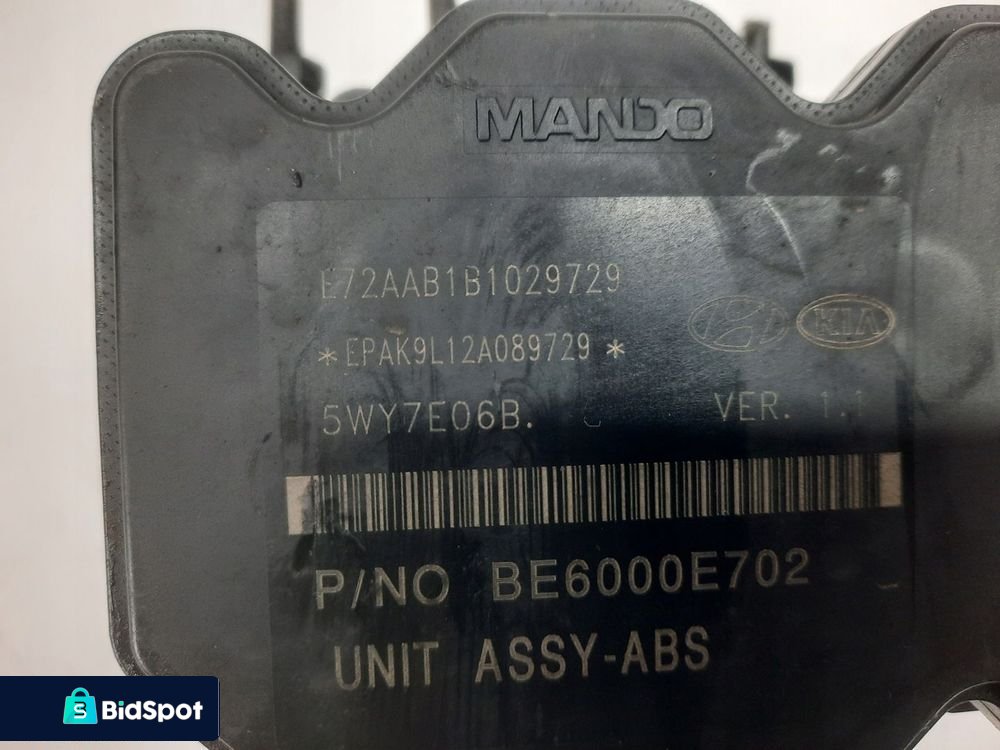 MANDO
E72AAB1B1029729
*EPAK9L12A089729*
KIA
5WY7E06B.
VER. 1.1
P/NO BE6000E702
UNIT ASSY-ABS
S BidSpot